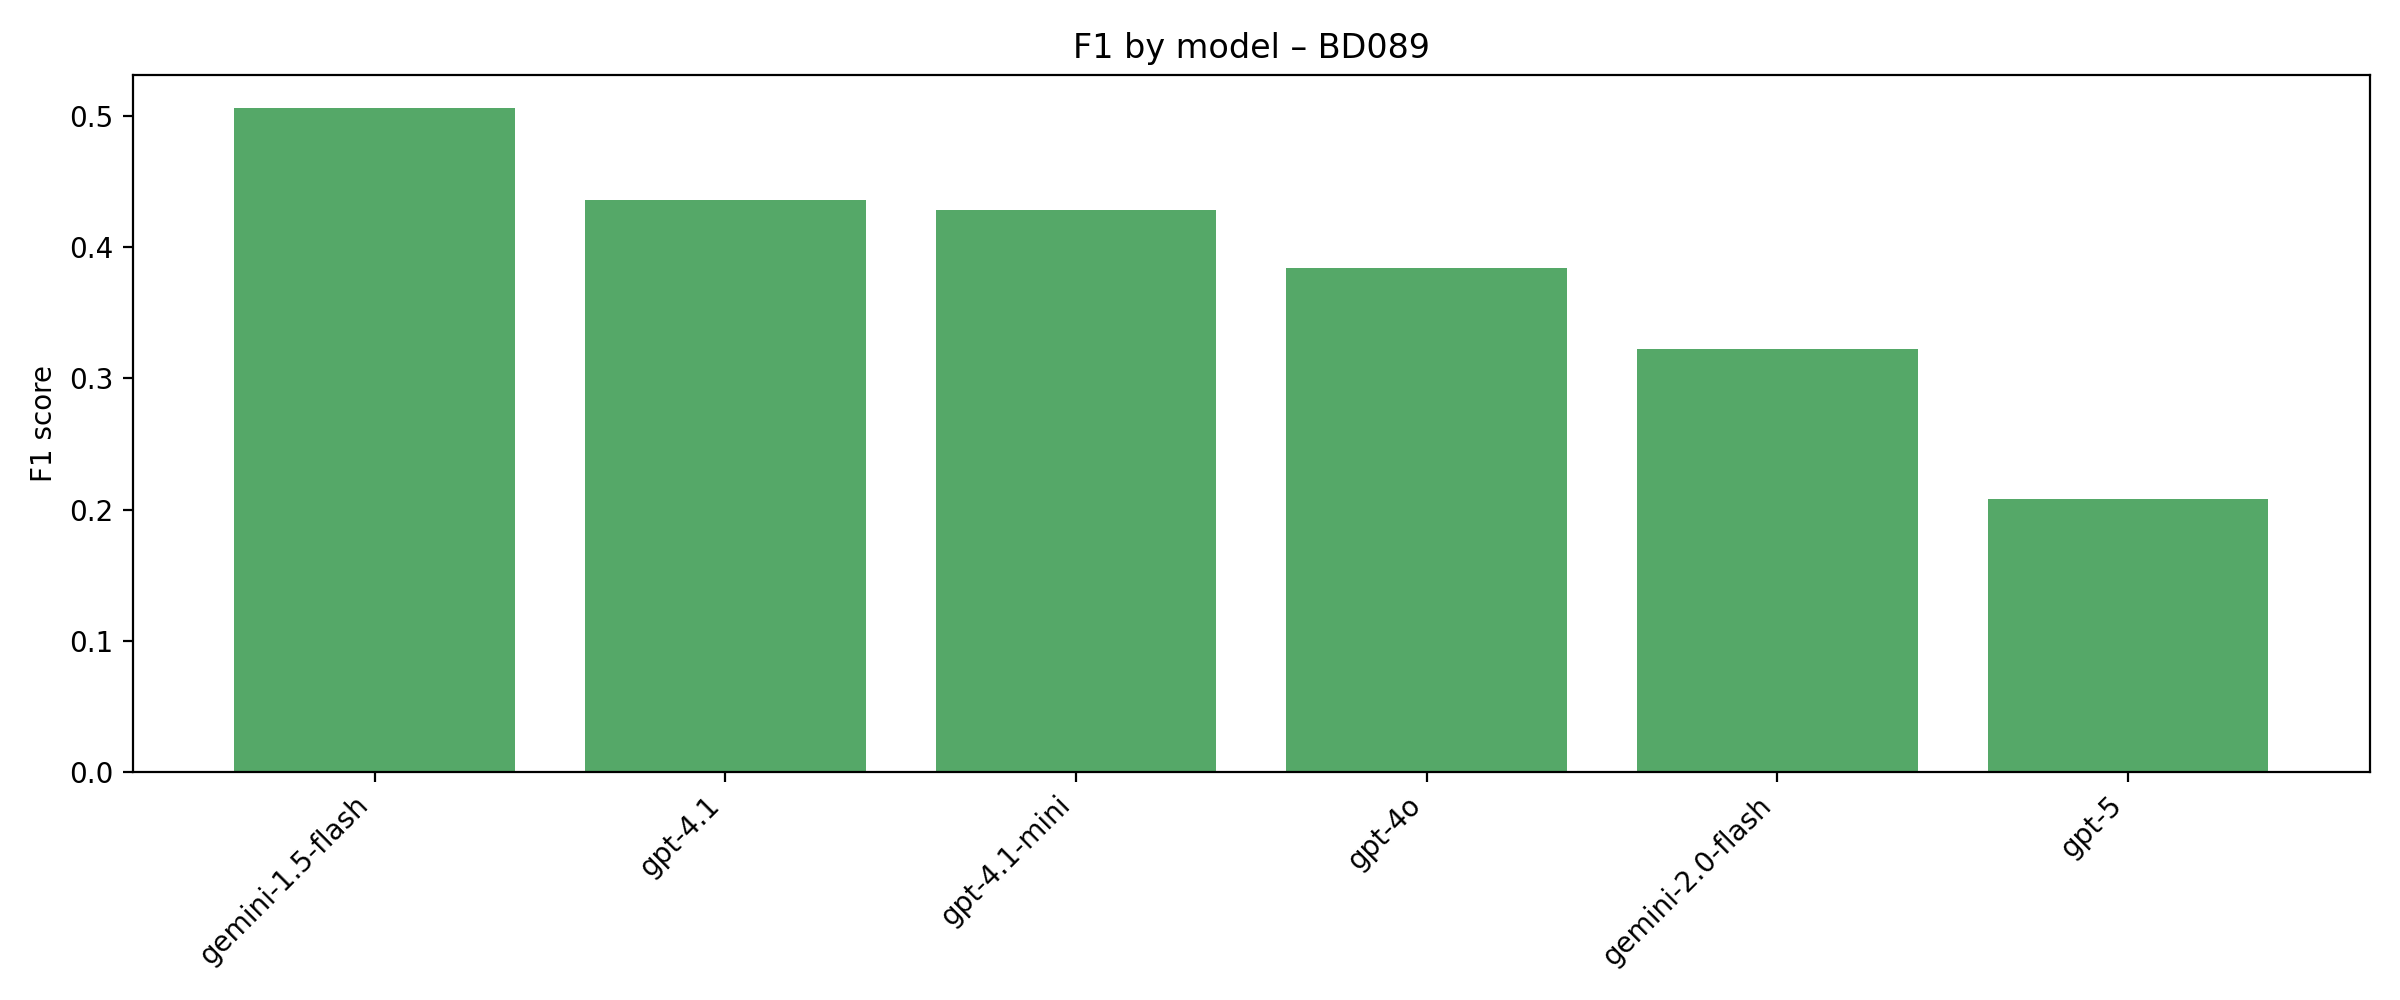 F1 by model – BD089
F1 score
0.5
0.4
0.3
0.2
0.1
0.0
gemini-1.5-flash
gpt-4.1
gpt-4.1-mini
gpt-4o
gemini-2.0-flash
gpt-5